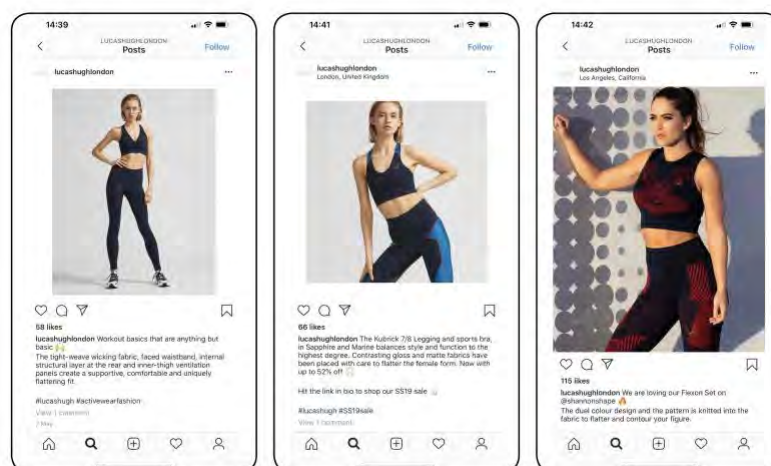 14:39
LUCASHUGHLONDON
Posts
Follow
lucashughlondon
58 likes
lucashughlondon Workout basics that are anything but
basic 🙌
The tight-weave wicking fabric, faced waistband, internal
structural layer at the rear and inner-thigh ventilation
panels create a supportive, comfortable and uniquely
flattering fit.
#lucashugh #activewearfashion
View 1 comment
7 May
14:41
LUCASHUGHLONDON
Posts
Follow
lucashughlondon
London, United Kingdom
66 likes
lucashughlondon The Kubrick 7/8 Legging and sports bra,
in Sapphire and Marine balances style and function to the
highest degree. Contrasting gloss and matte fabrics have
been placed with care to flatter the female form. Now with
up to 52% off
Hit the link in bio to shop our SS19 sale
#lucashugh #SS19sale
View 1 comment
14:42
LUCASHUGHLONDON
Posts
Follow
lucashughlondon
Los Angeles, California
115 likes
lucashughlondon We are loving our Flexon Set on
@shannonshape 🔥
The dual colour design and the pattern is knitted into the
fabric to flatter and contour your figure.